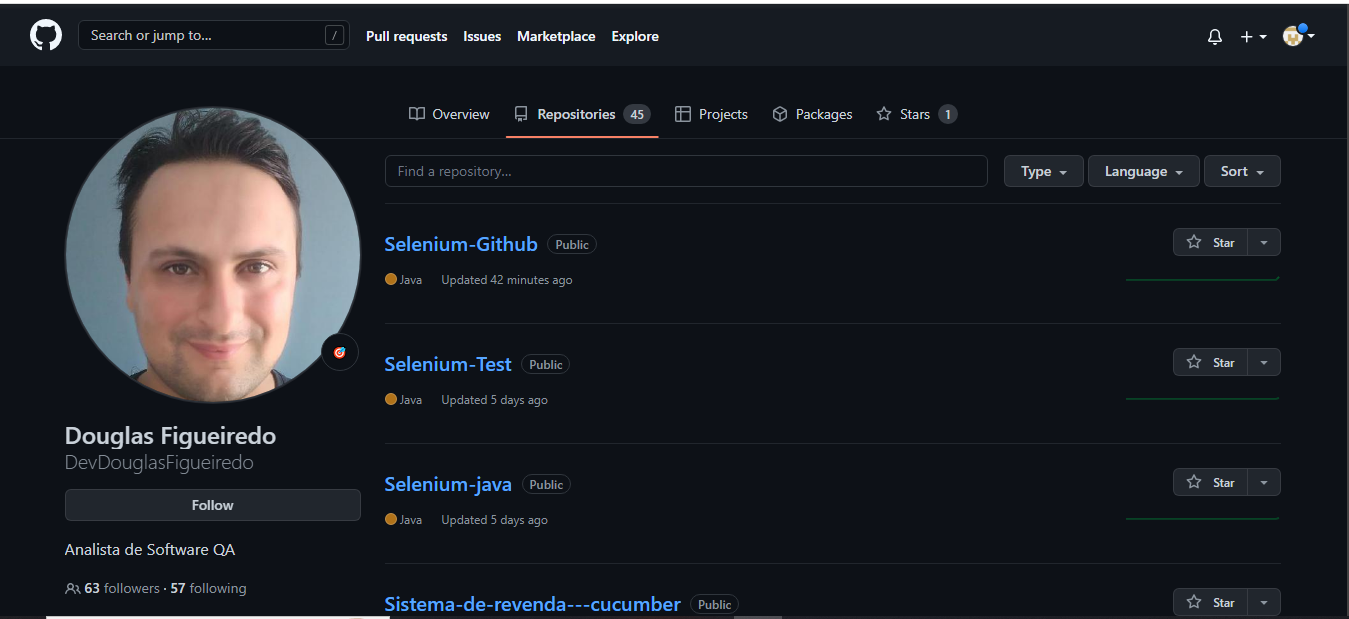 Search or jump to... / Pull requests Issues Marketplace Explore
Overview Repositories 45 Projects Packages Stars 1
Find a repository... Type Language Sort
Selenium-Github Public Star
Java Updated 42 minutes ago
Selenium-Test Public Star
Java Updated 5 days ago
Selenium-java Public Star
Java Updated 5 days ago
Sistema-de-revenda---cucumber Public Star
Douglas Figueiredo
DevDouglasFigueiredo
Follow
Analista de Software QA
63 followers · 57 following